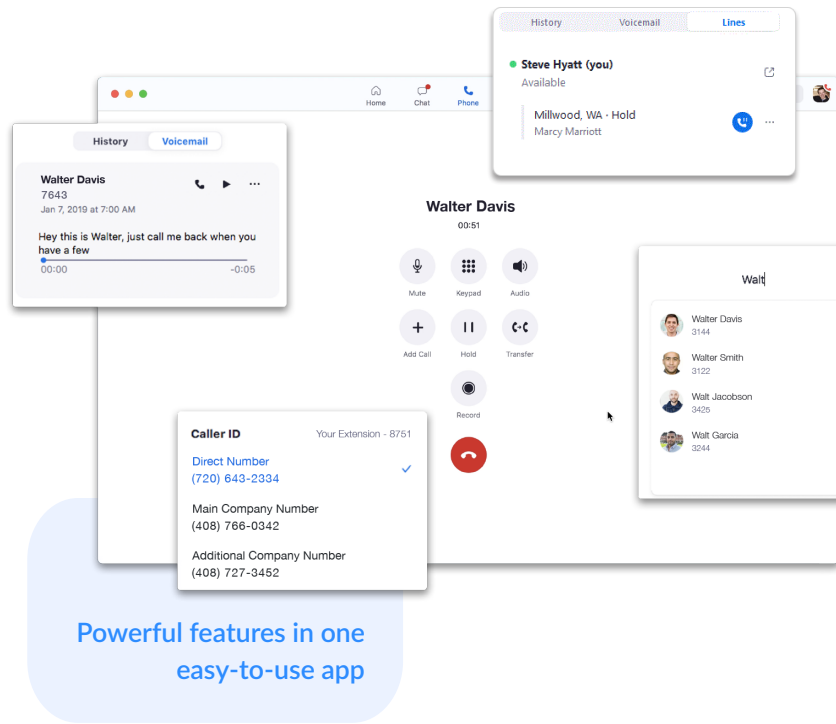 History Voicemail Lines
Steve Hyatt (you)
Available
Millwood, WA · Hold
Marcy Marriott
Home Chat Phone
History Voicemail
Walter Davis
7643
Jan 7, 2019 at 7:00 AM
Hey this is Walter, just call me back when you
have a few
00:00 -0:05
Walter Davis
00:51
Mute Keypad Audio
Add Call Hold Transfer
Record
Walt
Walter Davis
3144
Walter Smith
3122
Walt Jacobson
3425
Walt Garcia
3244
Caller ID Your Extension - 8751
Direct Number
(720) 643-2334
Main Company Number
(408) 766-0342
Additional Company Number
(408) 727-3452
Powerful features in one
easy-to-use app